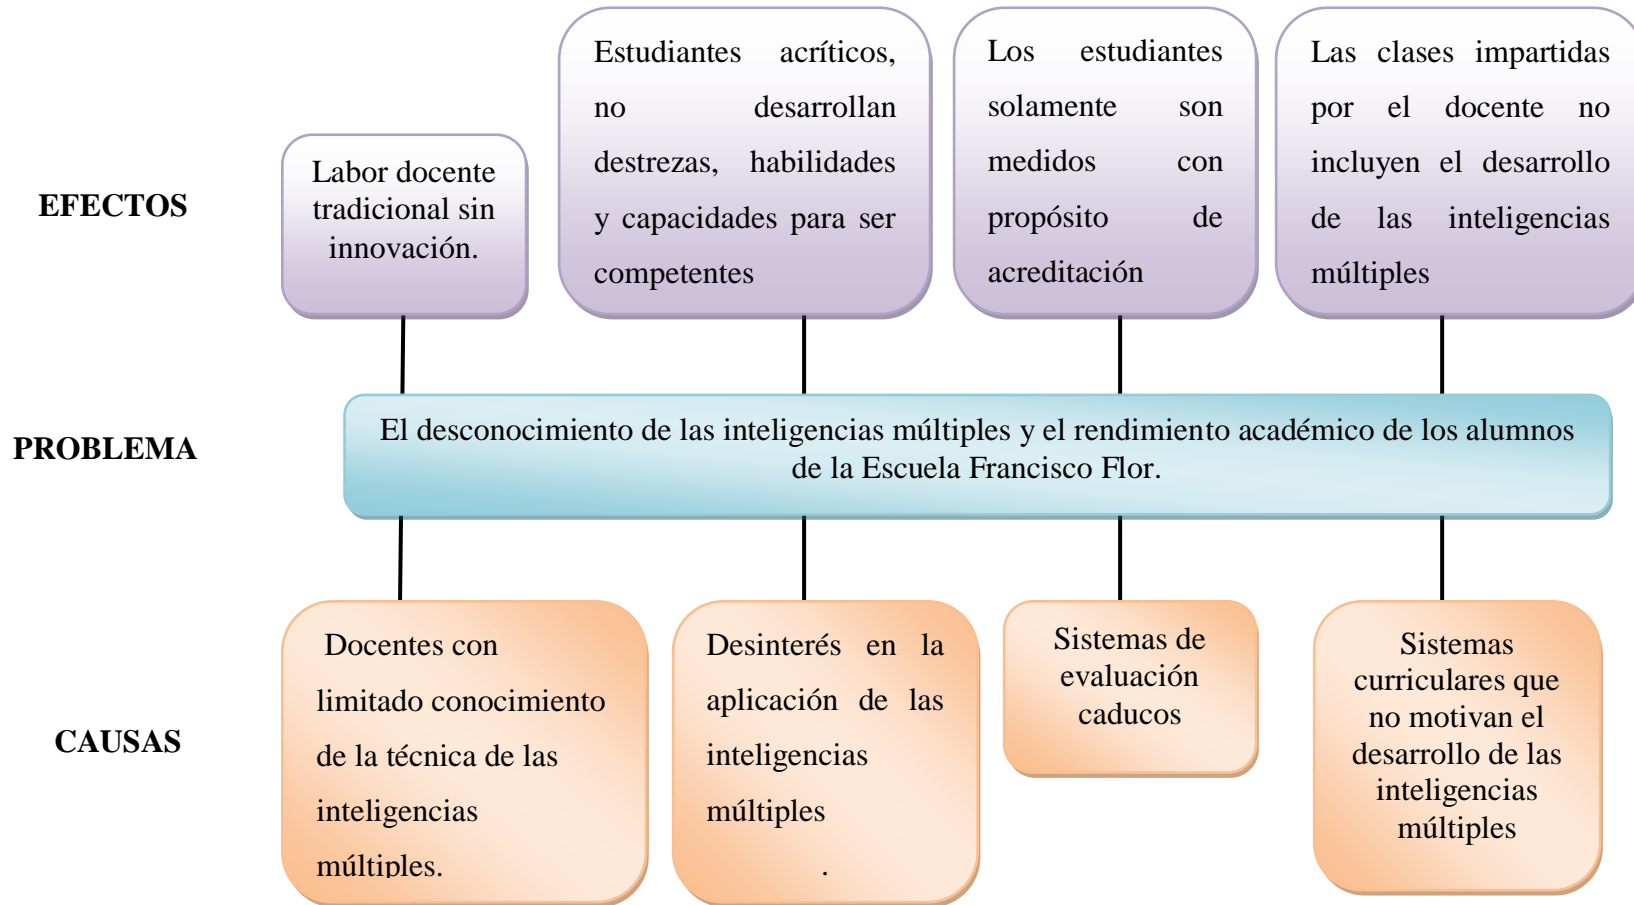 EFECTOS
Labor docente
tradicional sin
innovación.
Estudiantes acríticos,
no desarrollan
destrezas, habilidades
y capacidades para ser
competentes
Los estudiantes
solamente son
medidos con
propósito de
acreditación
Las clases impartidas
por el docente no
incluyen el desarrollo
de las inteligencias
múltiples
PROBLEMA
El desconocimiento de las inteligencias múltiples y el rendimiento académico de los alumnos
de la Escuela Francisco Flor.
CAUSAS
Docentes con
limitado conocimiento
de la técnica de las
inteligencias
múltiples.
Desinterés en la
aplicación de las
inteligencias
múltiples
.
Sistemas de
evaluación
caducos
Sistemas
curriculares que
no motivan el
desarrollo de las
inteligencias
múltiples